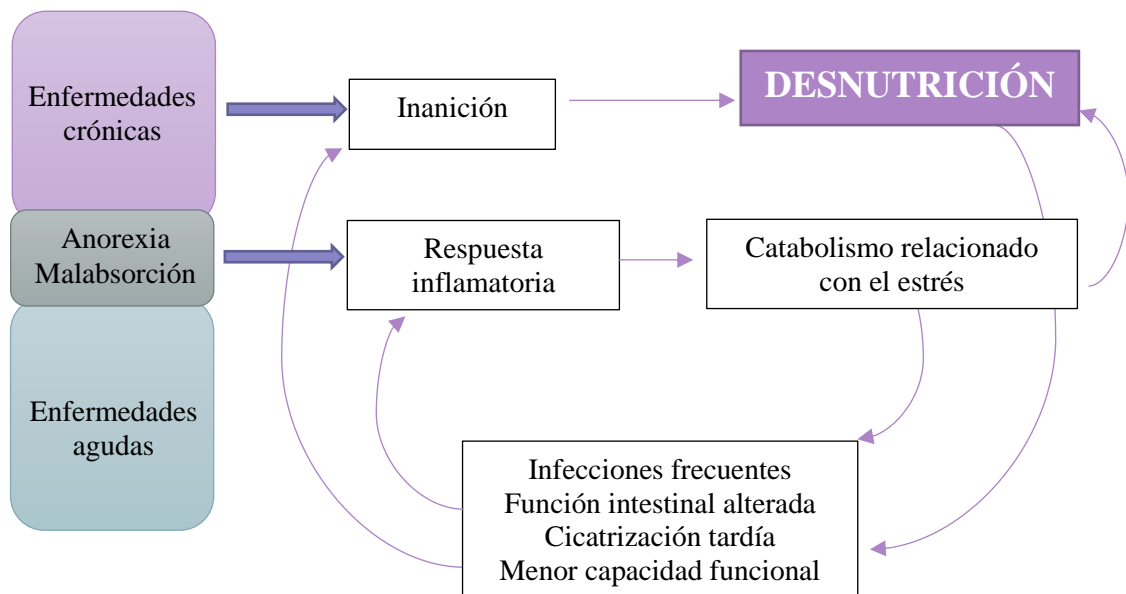 Enfermedades
crónicas
Inanición
DESNUTRICIÓN
Anorexia
Malabsorción
Respuesta
inflamatoria
Catabolismo relacionado
con el estrés
Enfermedades
agudas
Infecciones frecuentes
Función intestinal alterada
Cicatrización tardía
Menor capacidad funcional